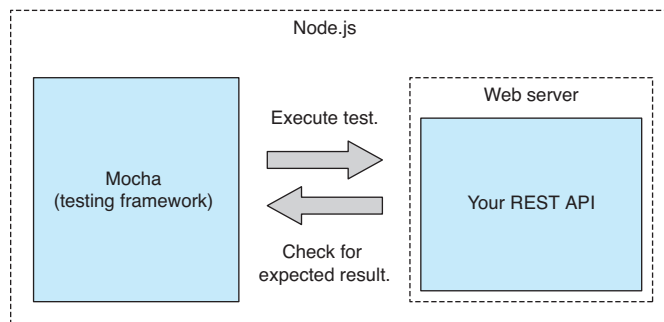 Node.js
Web server
Execute test.
Mocha
(testing framework)
Your REST API
Check for
expected result.